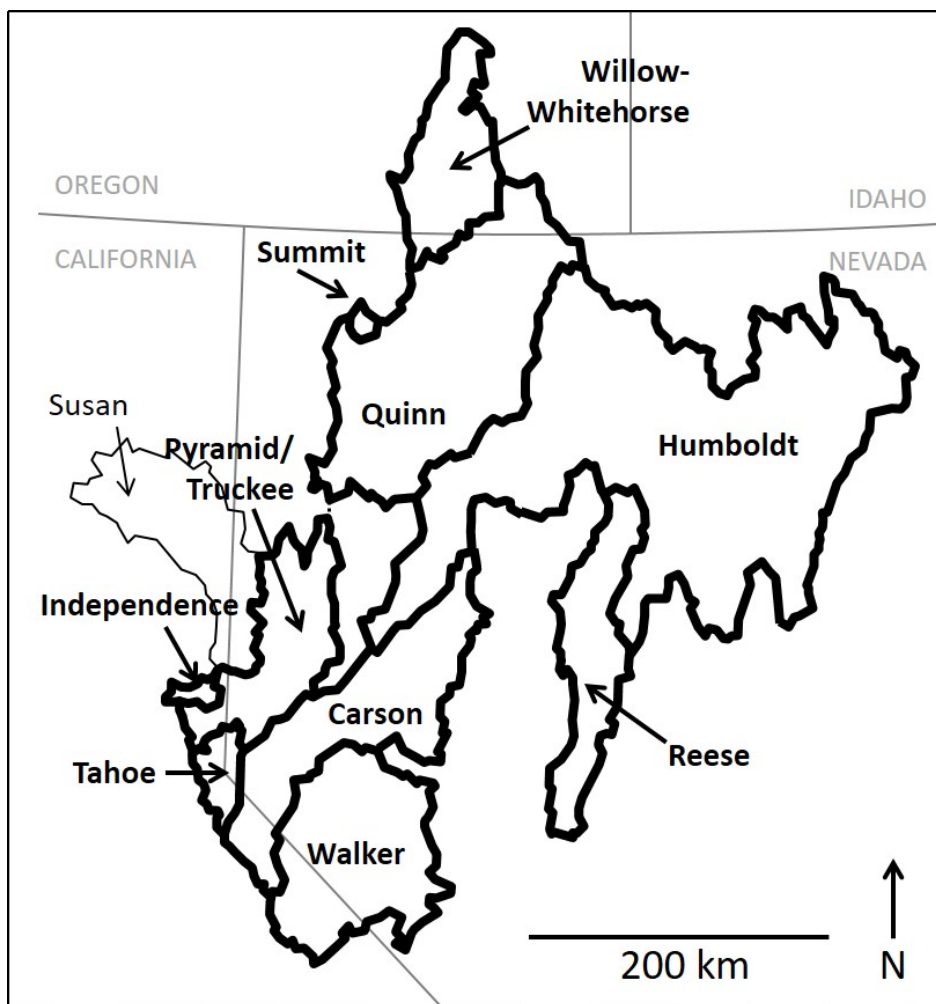 Willow-
Whitehorse
OREGON
IDAHO
CALIFORNIA
Summit
NEVADA
Susan
Quinn
Pyramid/
Truckee
Humboldt
Independence
Carson
Tahoe
Reese
Walker
200 km
N